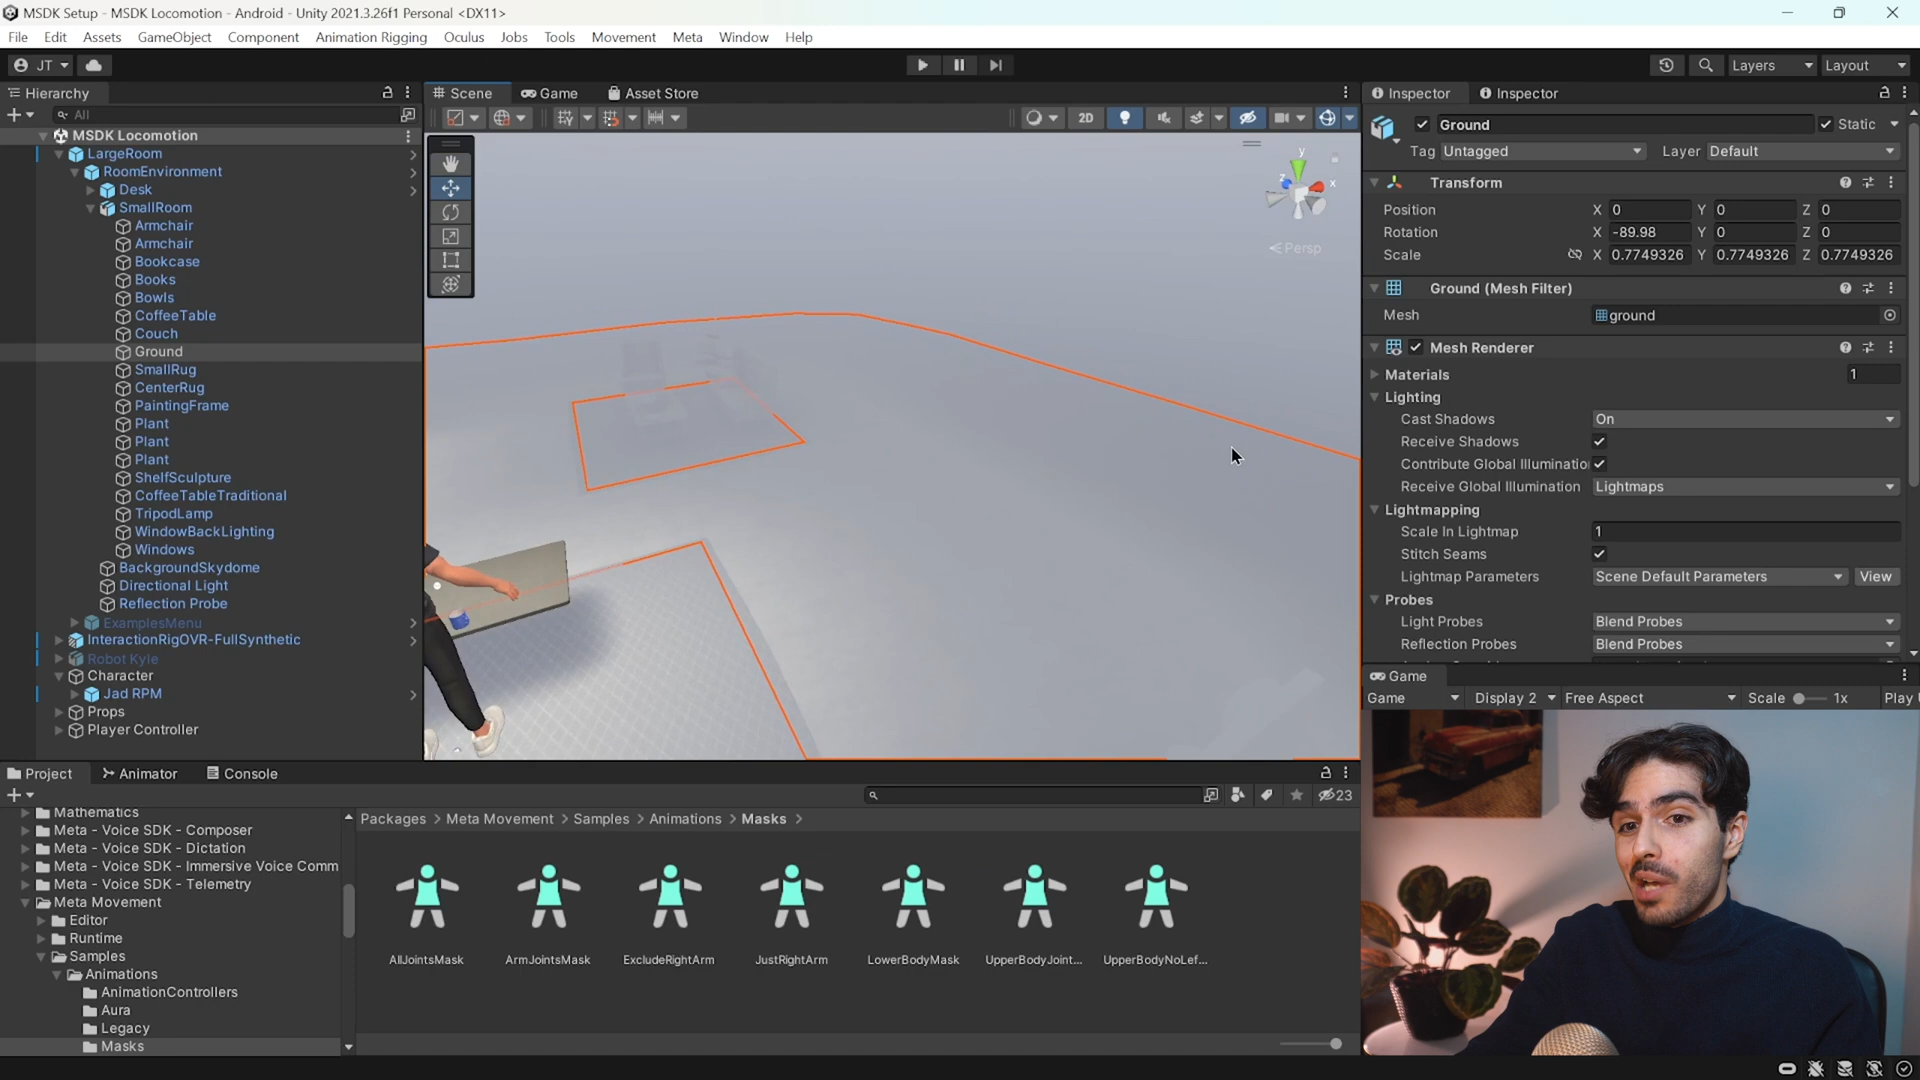 MSDK Setup - MSDK Locomotion - Android - Unity 2021.3.26f1 Personal <DX11>
File Edit Assets GameObject Component Animation Rigging Oculus Jobs Tools Movement Meta Window Help
JT
Layers
Layout
Hierarchy
All
MSDK Locomotion
LargeRoom
RoomEnvironment
Desk
SmallRoom
Armchair
Armchair
Bookcase
Books
Bowls
CoffeeTable
Couch
Ground
SmallRug
CenterRug
PaintingFrame
Plant
Plant
Plant
ShelfSculpture
CoffeeTableTraditional
TripodLamp
WindowBackLighting
Windows
BackgroundSkydome
Directional Light
Reflection Probe
ExamplesMenu
InteractionRigOVR-FullSynthetic
Robot Kyle
Character
Jad RPM
Props
Player Controller
Scene Game Asset Store
2D
y
x
z
Persp
Inspector Inspector
Ground Static
Tag Untagged Layer Default
Transform
Position X 0 Y 0 Z 0
Rotation X -89.98 Y 0 Z 0
Scale X 0.7749326 Y 0.7749326 Z 0.7749326
Ground (Mesh Filter)
Mesh ground
Mesh Renderer
Materials 1
Lighting
Cast Shadows On
Receive Shadows
Contribute Global Illuminatio
Receive Global Illumination Lightmaps
Lightmapping
Scale In Lightmap 1
Stitch Seams
Lightmap Parameters Scene Default Parameters View
Probes
Light Probes Blend Probes
Reflection Probes Blend Probes
Game
Game Display 2 Free Aspect Scale 1x Play
Project Animator Console
23
Mathematics
Meta - Voice SDK - Composer
Meta - Voice SDK - Dictation
Meta - Voice SDK - Immersive Voice Comm
Meta - Voice SDK - Telemetry
Meta Movement
Editor
Runtime
Samples
Animations
AnimationControllers
Aura
Legacy
Masks
Packages > Meta Movement > Samples > Animations > Masks >
AllJointsMask ArmJointsMask ExcludeRightArm JustRightArm LowerBodyMask UpperBodyJoint... UpperBodyNoLef...